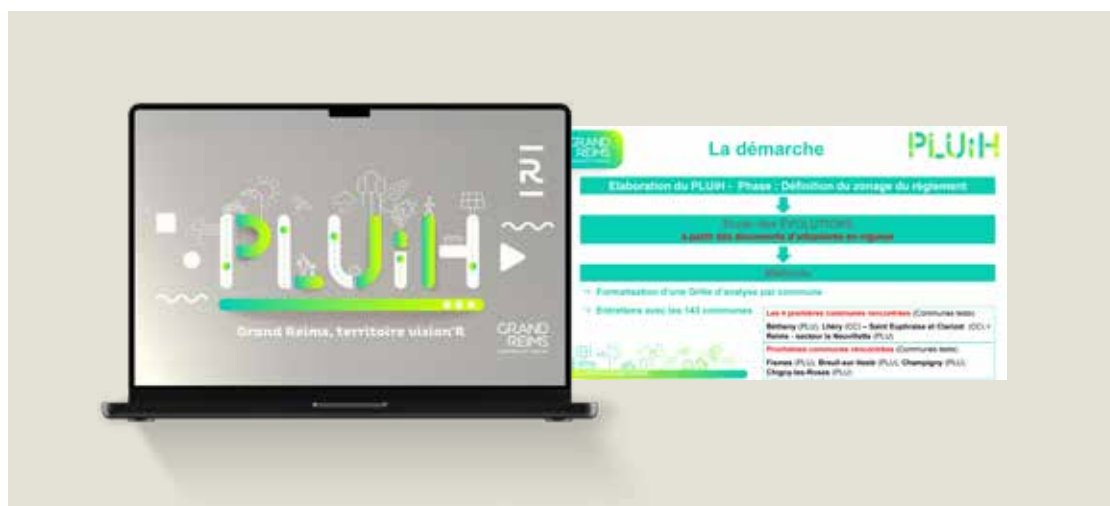 R
PLUiH
Grand Reims, territoire vision'R
GRAND
REIMS
GRAND
REIMS
La démarche
PLUiH
Elaboration du PLUiH - Phase : Définition du zonage du règlement
Etude des EVOLUTIONS
à partir des documents d'urbanisme en vigueur
Méthode
Formalisation d'une Grille d'analyse par commune
Entretiens avec les 143 communes
Les 4 premières communes rencontrées (Communes tests):
Bétheny (PLU), Lhéry (CC) – Saint Euphraise et Clairizet (CC), +
Reims - secteur la Neuvillette (PLU)
Prochaines communes rencontrées (Communes tests):
Fismes (PLU), Breuil-sur-Vesle (PLU), Champigny (PLU),
Chigny-les-Roses (PLU)